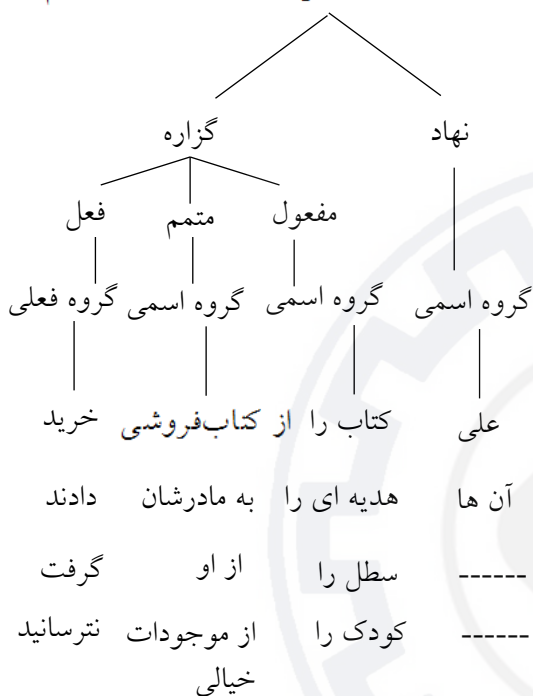 نهاد گزاره
مفعول متمم فعل
گروه اسمی گروه اسمی گروه اسمی گروه فعلی
علی کتاب را از کتاب‌فروشی خرید
آن ها هدیه ای را به مادرشان دادند
------ سطل را از او گرفت
------ کودک را از موجودات نترسانید
خیالی